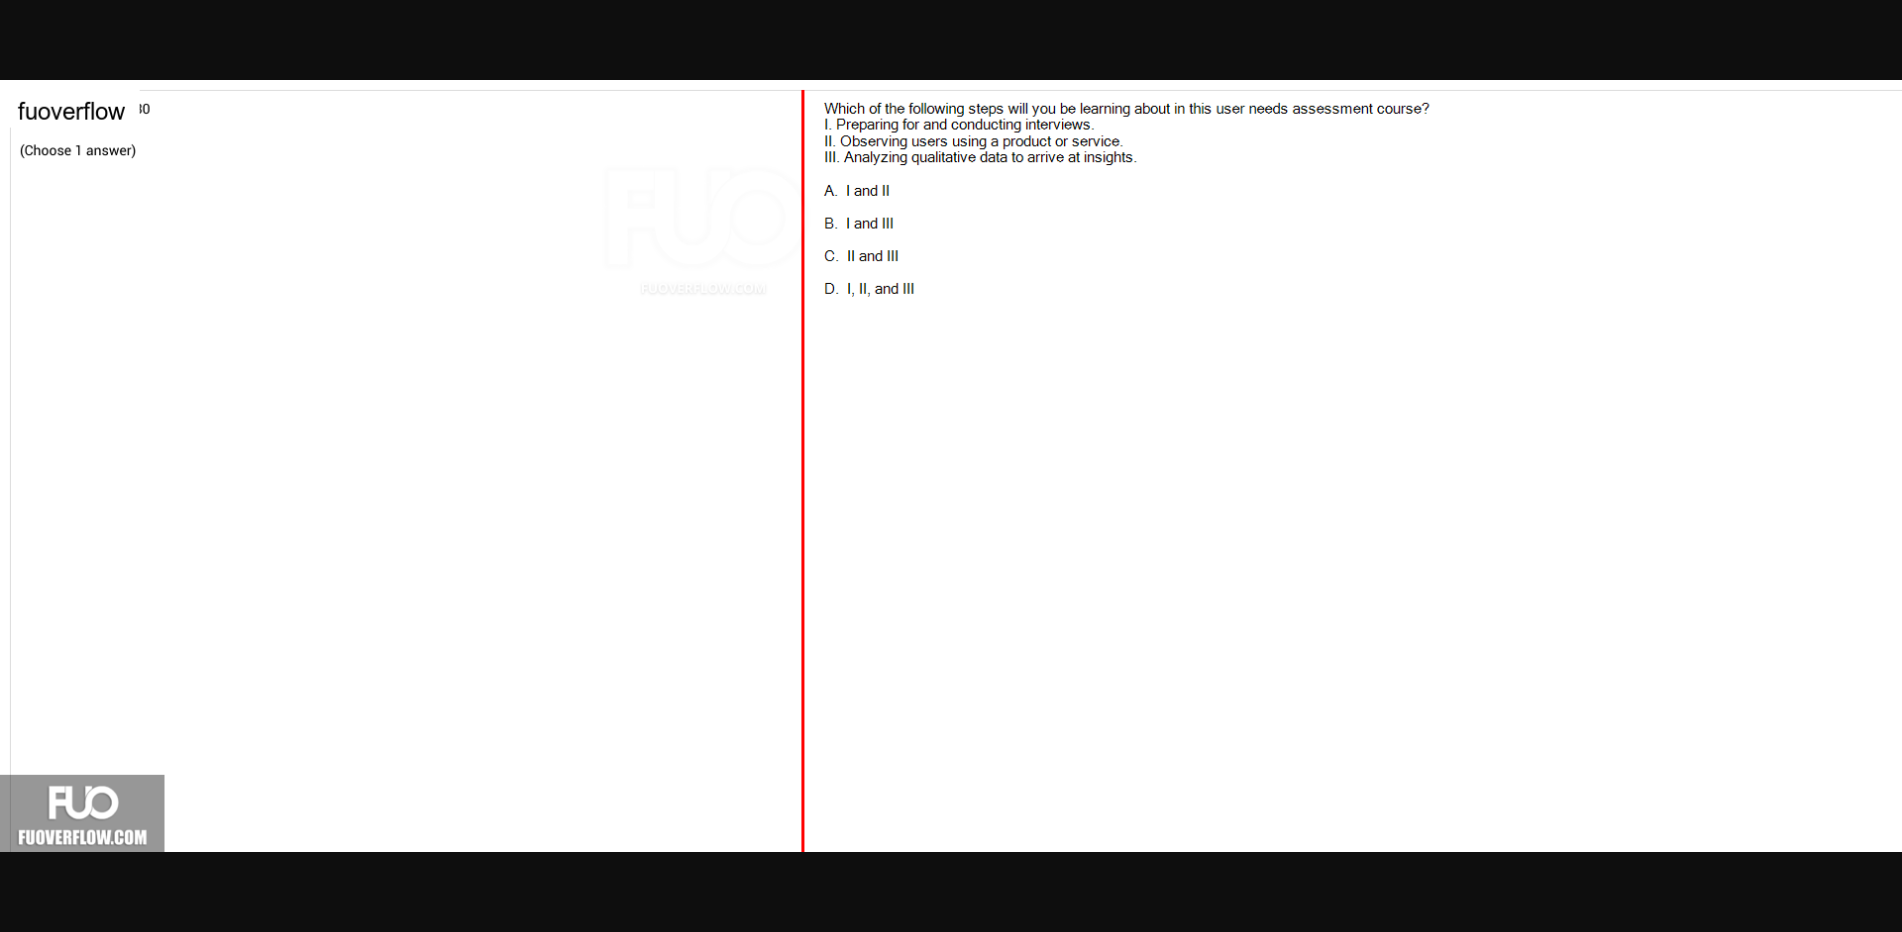 fuoverflow
(Choose 1 answer)
FUO
FUOVERFLOW.COM
Which of the following steps will you be learning about in this user needs assessment course?
I. Preparing for and conducting interviews.
II. Observing users using a product or service.
III. Analyzing qualitative data to arrive at insights.
A. I and II
B. I and III
C. II and III
D. I, II, and III
FUO
FUOVERFLOW.COM